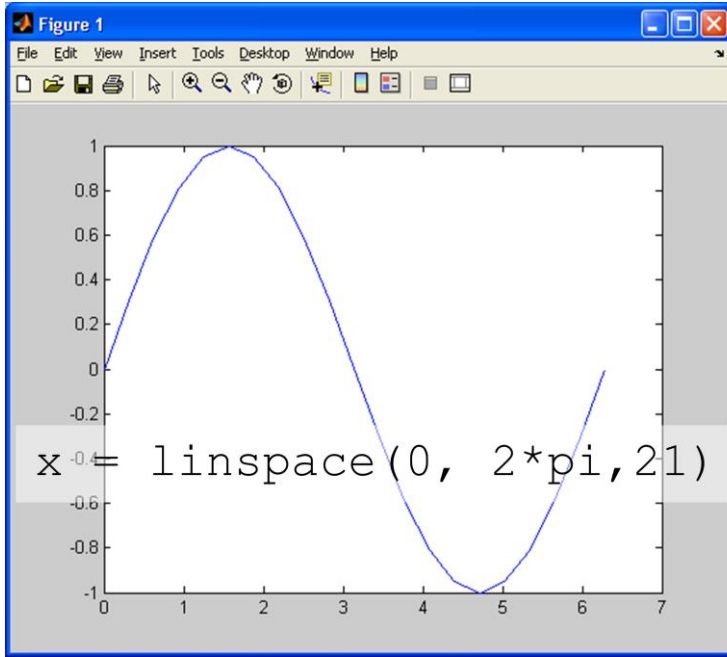 Figure 1
File Edit View Insert Tools Desktop Window Help
1
0.8
0.6
0.4
0.2
0
-0.2
-0.4
-0.6
-0.8
-1
x = linspace(0, 2*pi,21)
0 1 2 3 4 5 6 7